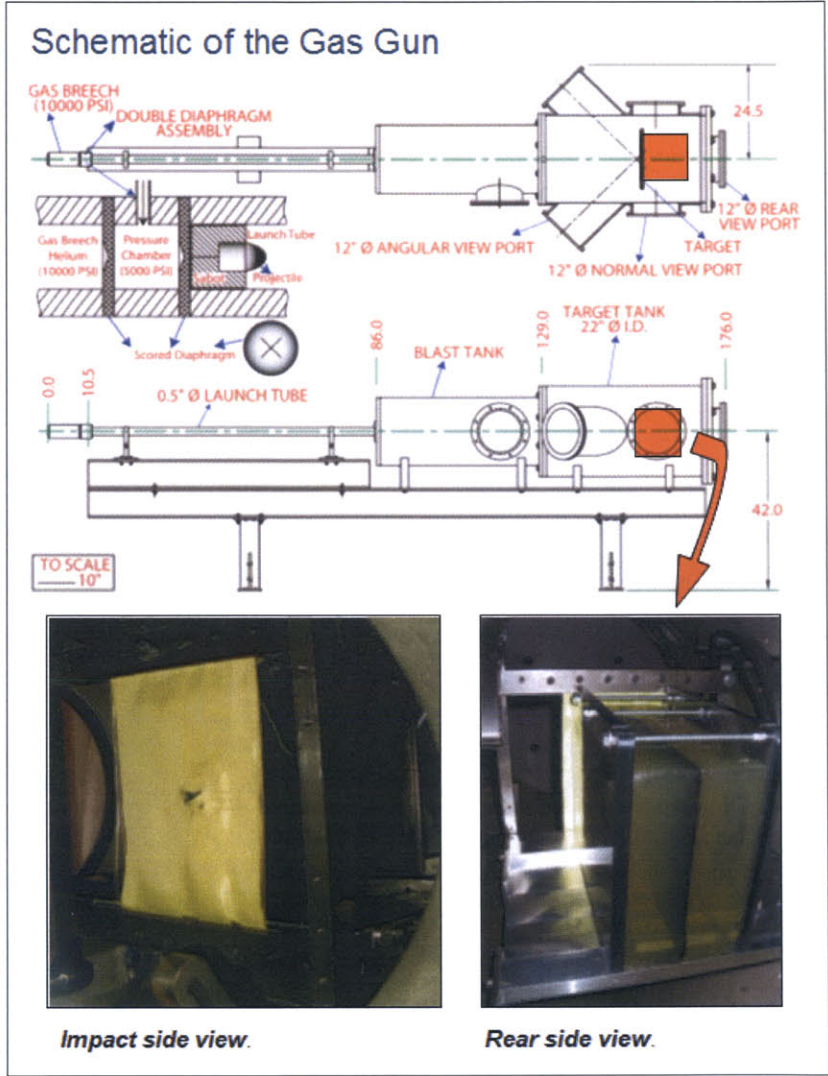 Schematic of the Gas Gun
GAS BREECH
(10000 PSI)
DOUBLE DIAPHRAGM
ASSEMBLY
24.5
Gas Breech
Helium
(10000 PSI)
Pressure
Chamber
(5000 PSI)
Launch Tube
Sabot
Projectile
12" Ø ANGULAR VIEW PORT
12" Ø REAR
VIEW PORT
TARGET
12" Ø NORMAL VIEW PORT
Scored Diaphragm
0.0
10.5
0.5" Ø LAUNCH TUBE
86.0
BLAST TANK
129.0
TARGET TANK
22" Ø I.D.
176.0
42.0
TO SCALE
10"
Impact side view.
Rear side view.